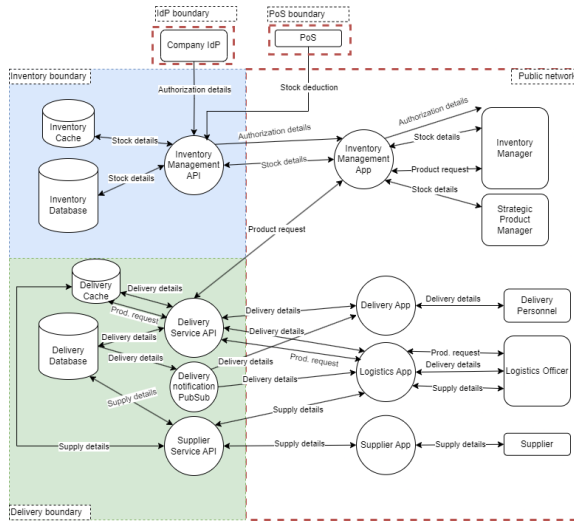 IdP boundary
PoS boundary
Company IdP
PoS
Inventory boundary
Public network
Authorization details
Stock deduction
Inventory
Cache
Stock details
Authorization details
Authorization details
Stock details
Inventory
Management
API
Stock details
Inventory
Management
App
Inventory
Manager
Product request
Inventory
Database
Stock details
Stock details
Strategic
Product
Manager
Product request
Delivery
Cache
Delivery details
Prod. request
Delivery
Service API
Delivery details
Delivery App
Delivery details
Delivery
Personnel
Delivery
Database
Delivery details
Delivery details
Delivery details
Delivery details
Prod. request
Logistics App
Prod. request
Delivery details
Supply details
Logistics Officer
Delivery
notification
PubSub
Delivery details
Supply details
Supply details
Supply details
Supplier
Service API
Supply details
Supplier App
Supply details
Supplier
Delivery boundary